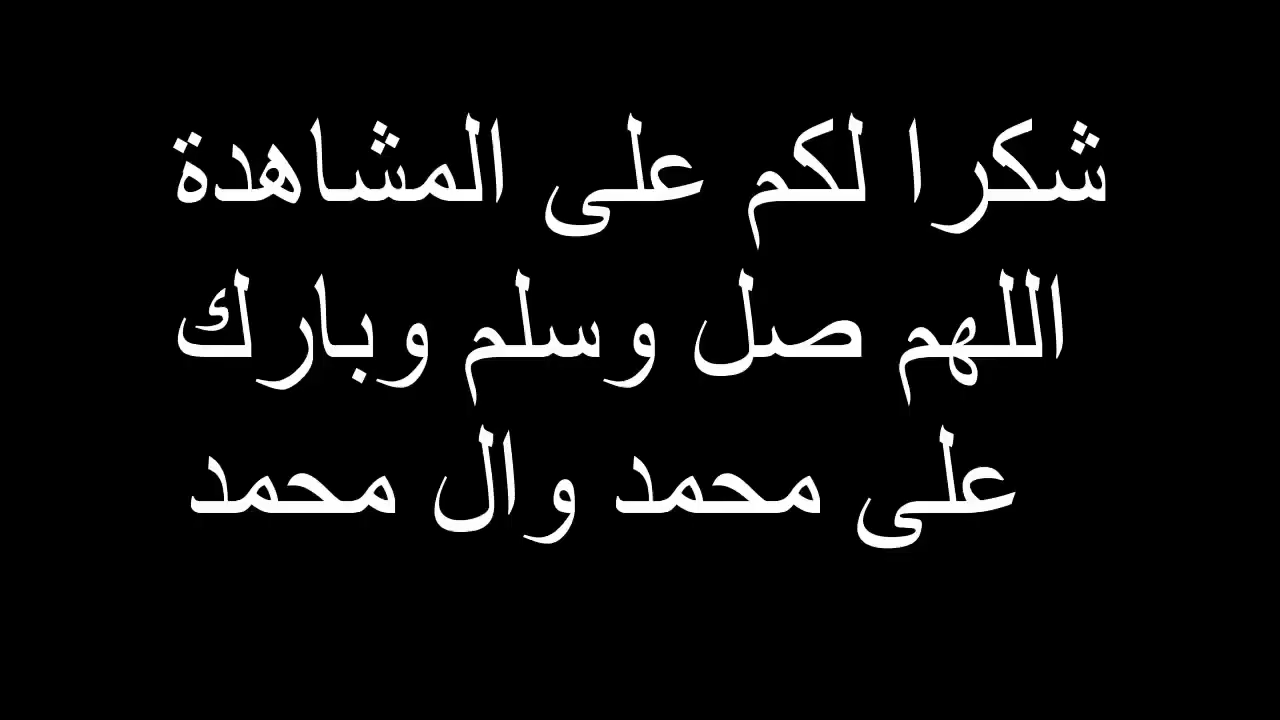 شكرا لكم على المشاهدة
اللهم صل وسلم وبارك
على محمد وال محمد